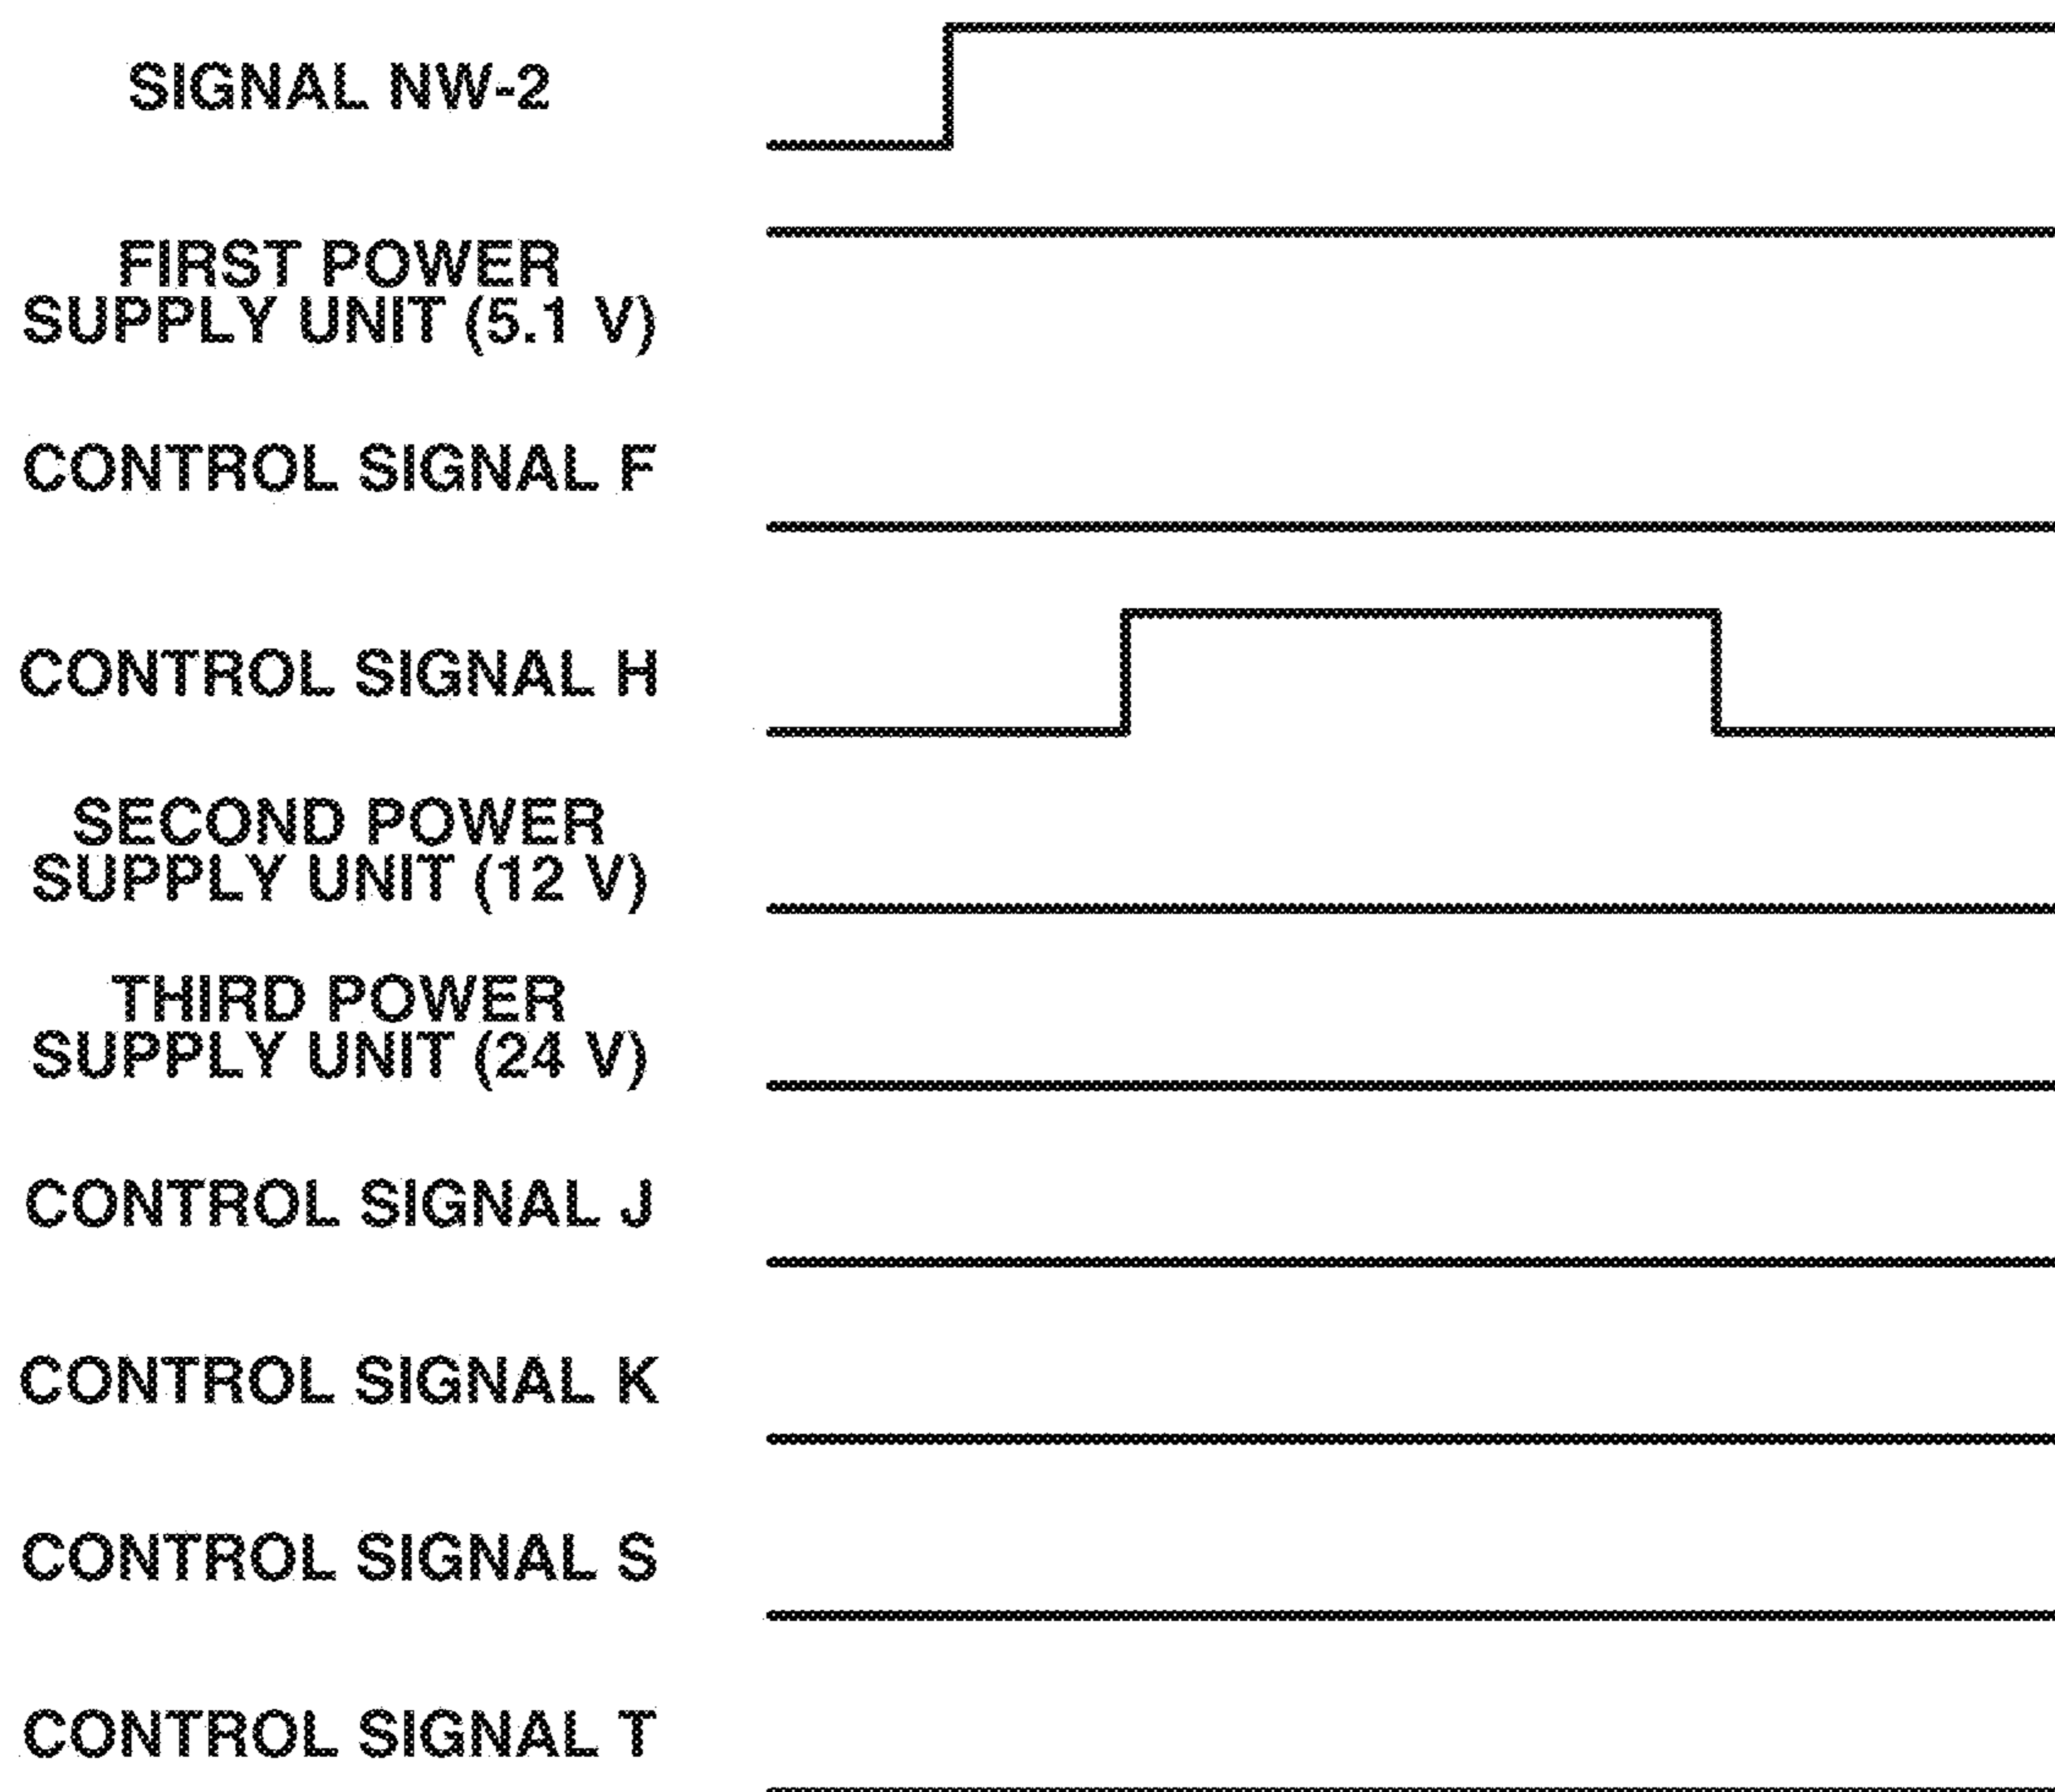 SIGNAL NW-2
FIRST POWER
SUPPLY UNIT (5.1 V)
CONTROL SIGNAL F
CONTROL SIGNAL H
SECOND POWER
SUPPLY UNIT (12 V)
THIRD POWER
SUPPLY UNIT (24 V)
CONTROL SIGNAL J
CONTROL SIGNAL K
CONTROL SIGNAL S
CONTROL SIGNAL T